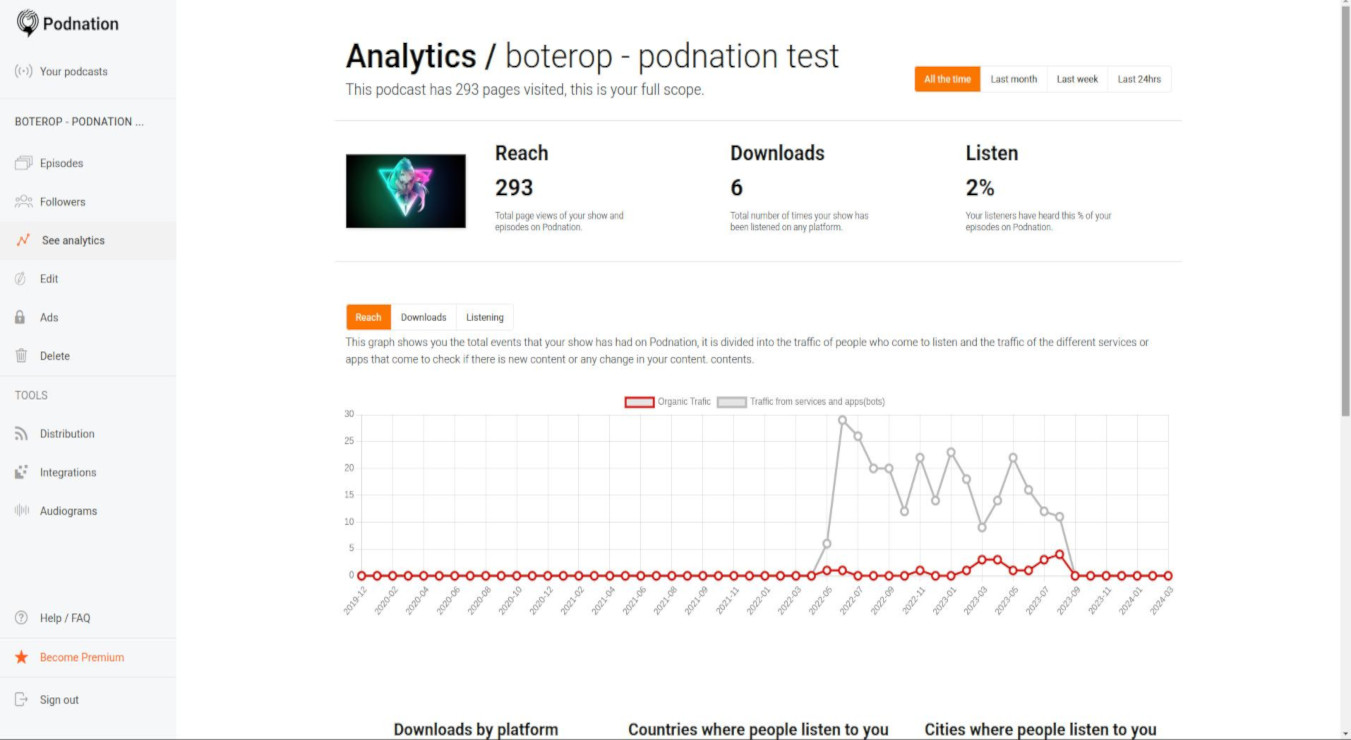 Podnation
Your podcasts
BOTEROP - PODNATION ...
Episodes
Followers
See analytics
Edit
Ads
Delete
TOOLS
Distribution
Integrations
Audiograms
Help / FAQ
Become Premium
Sign out
Analytics / boterop - podnation test
This podcast has 293 pages visited, this is your full scope.
All the time Last month Last week Last 24hrs
Reach Downloads Listen
293 6 2%
Total page views of your show and
episodes on Podnation.
Total number of times your show has
been listened on any platform.
Your listeners have heard this % of your
episodes on Podnation.
Reach Downloads Listening
This graph shows you the total events that your show has had on Podnation, it is divided into the traffic of people who come to listen and the traffic of the different services or
apps that come to check if there is new content or any change in your content. contents.
Organic Trafic Traffic from services and apps(bots)
30
25
20
15
10
5
0
2019-12 2020-02 2020-04 2020-06 2020-08 2020-10 2020-12 2021-02 2021-04 2021-06 2021-08 2021-09 2021-11 2022-01 2022-03 2022-05 2022-07 2022-09 2022-11 2023-01 2023-03 2023-05 2023-07 2023-09 2023-11 2024-01 2024-03
Downloads by platform Countries where people listen to you Cities where people listen to you